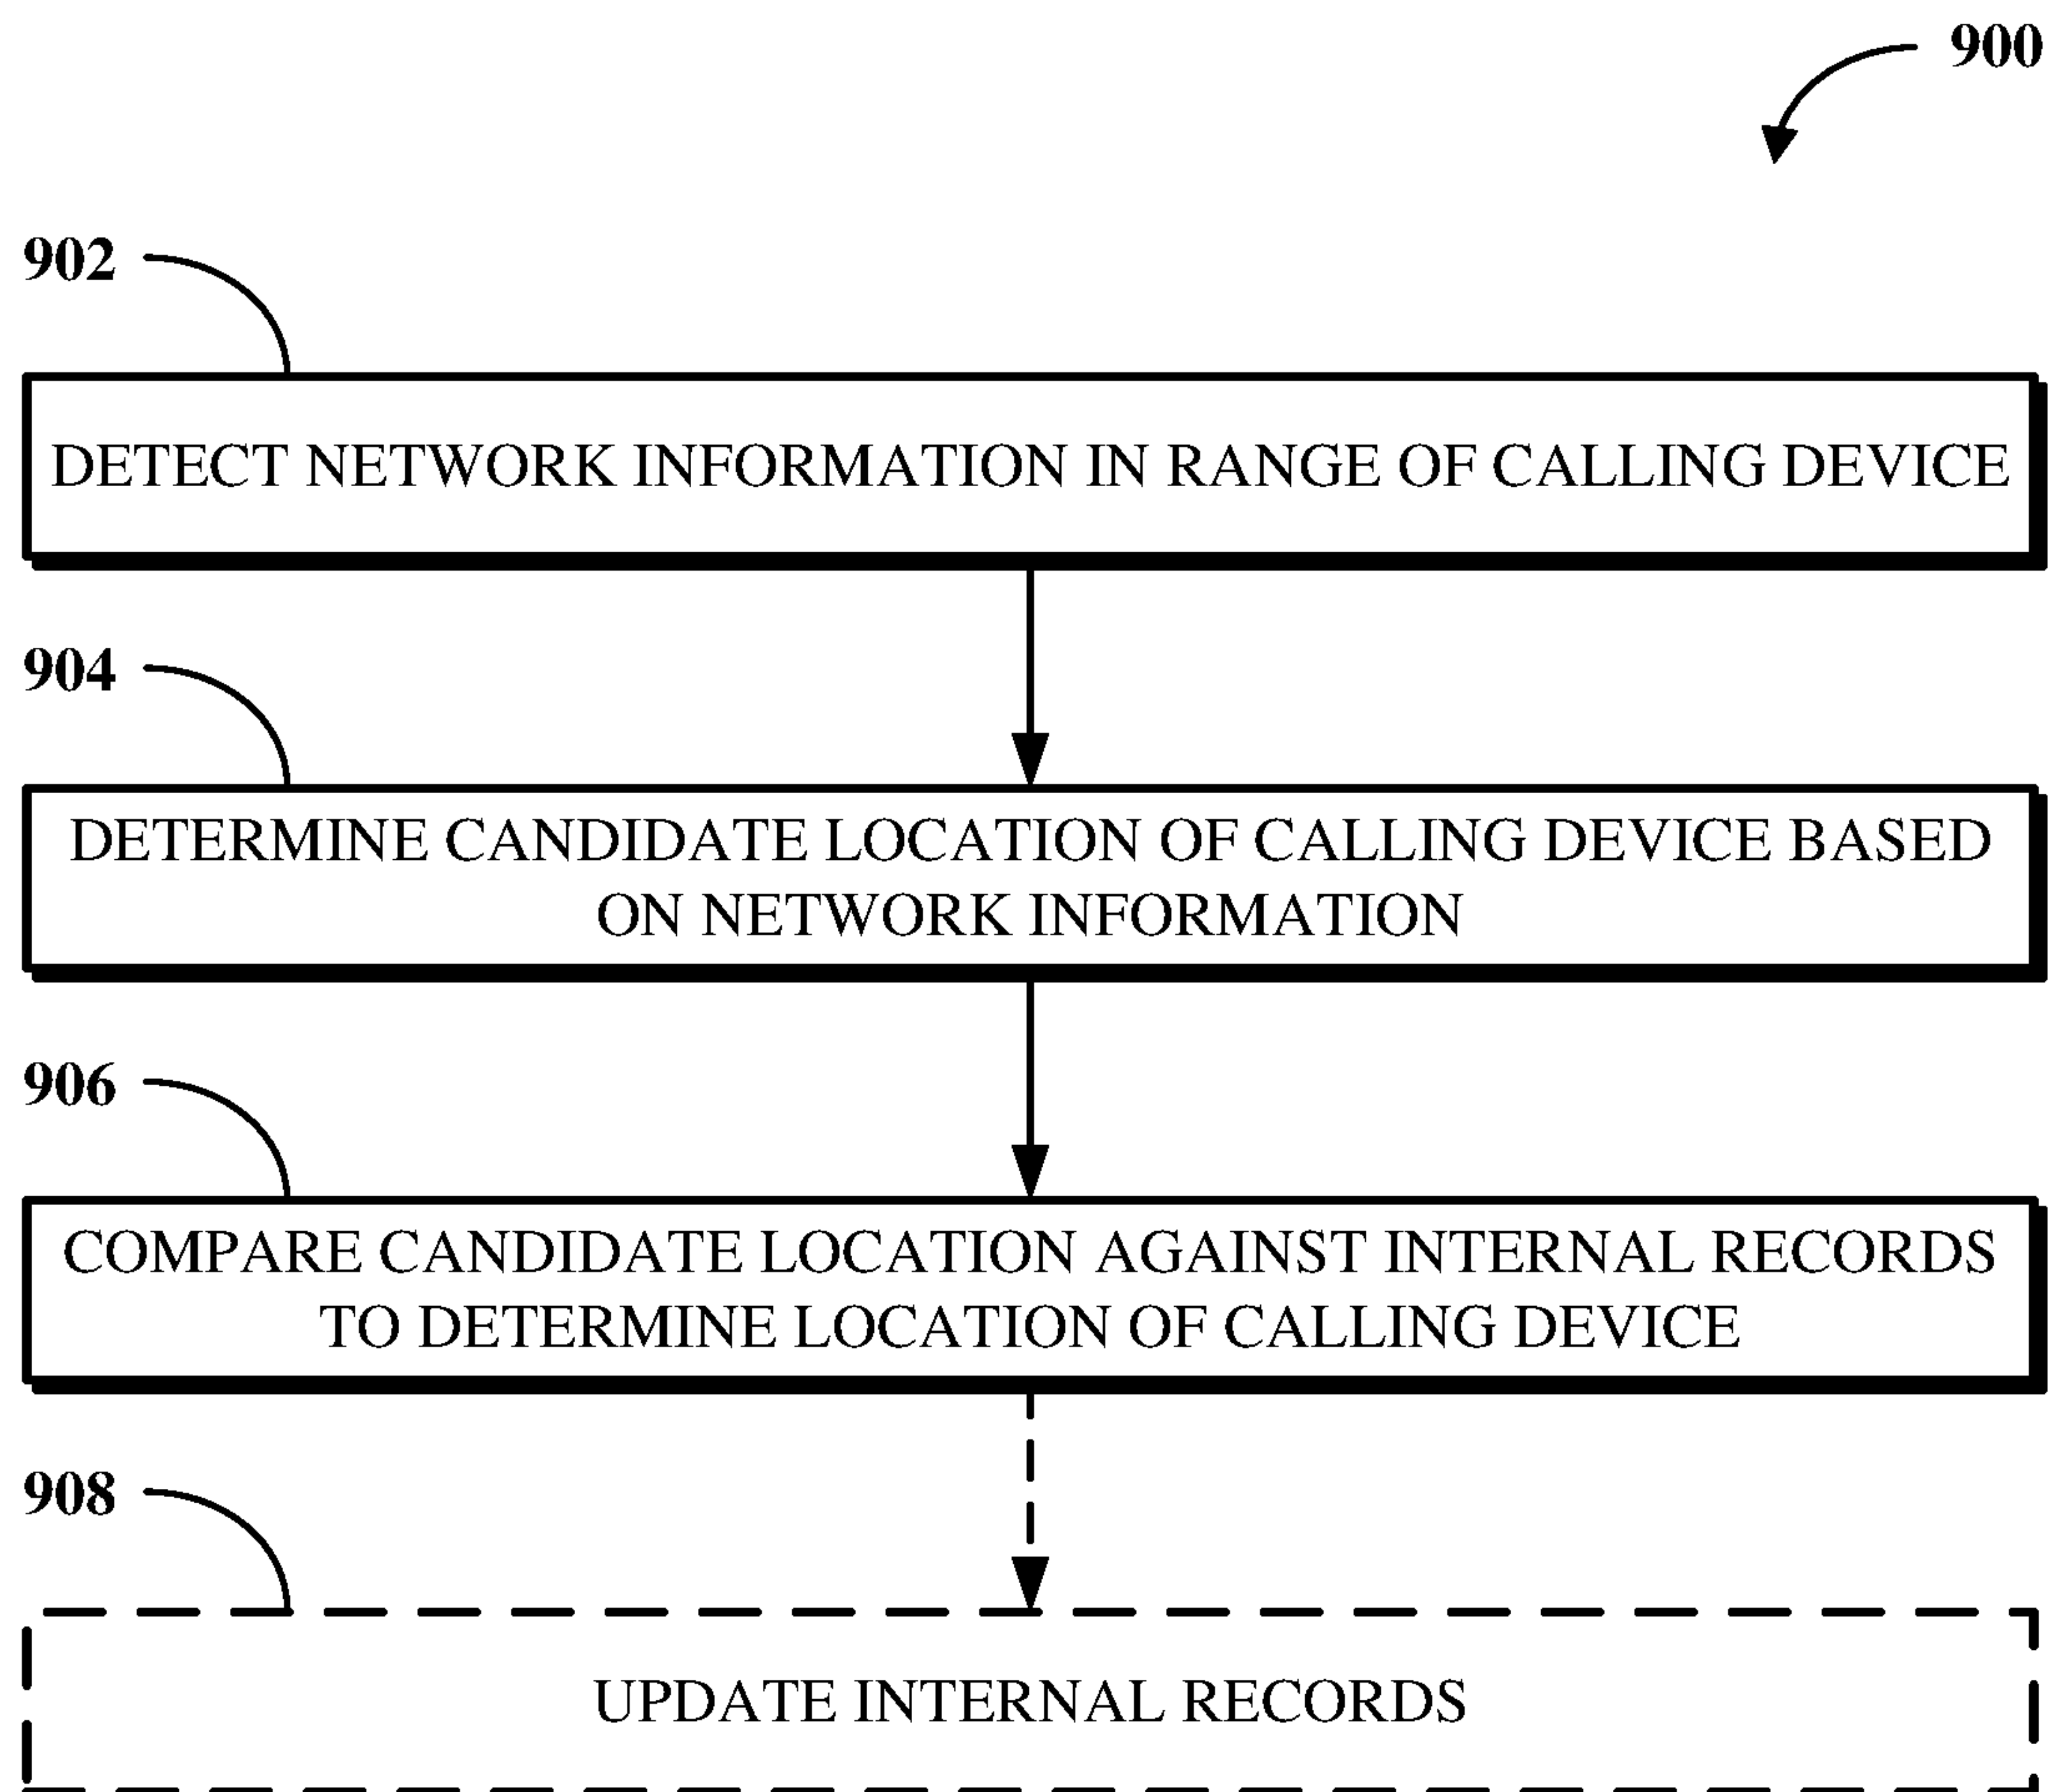 900
902
DETECT NETWORK INFORMATION IN RANGE OF CALLING DEVICE
904
DETERMINE CANDIDATE LOCATION OF CALLING DEVICE BASED
ON NETWORK INFORMATION
906
COMPARE CANDIDATE LOCATION AGAINST INTERNAL RECORDS
TO DETERMINE LOCATION OF CALLING DEVICE
908
UPDATE INTERNAL RECORDS